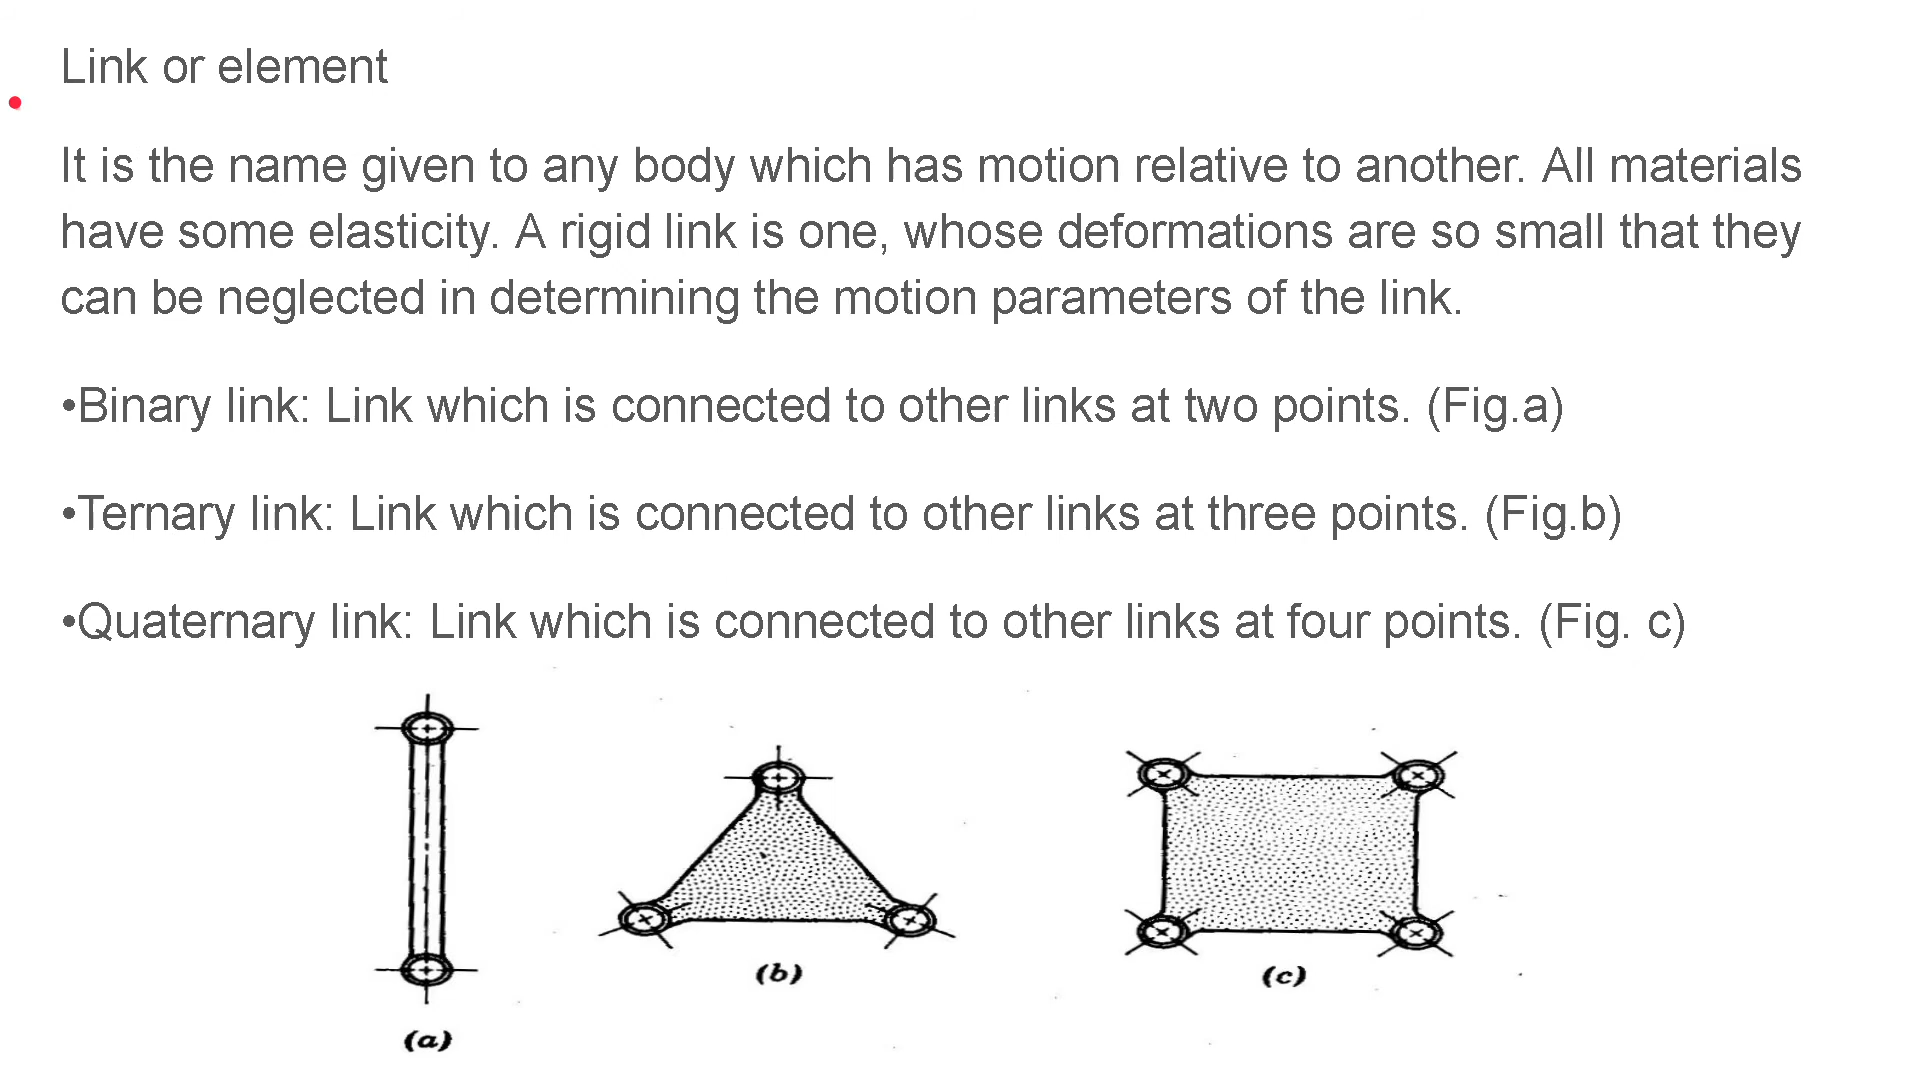 Link or element
It is the name given to any body which has motion relative to another. All materials
have some elasticity. A rigid link is one, whose deformations are so small that they
can be neglected in determining the motion parameters of the link.
•Binary link: Link which is connected to other links at two points. (Fig.a)
•Ternary link: Link which is connected to other links at three points. (Fig.b)
•Quaternary link: Link which is connected to other links at four points. (Fig. c)
(b)
(c)
(a)